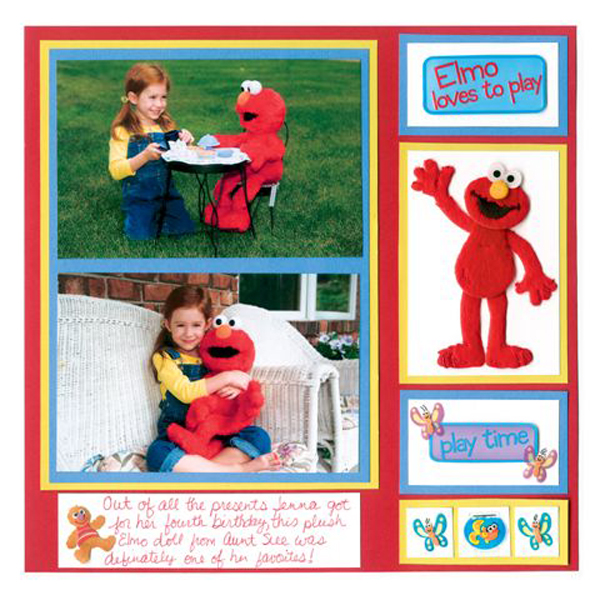 Elmo
loves to play
play time
Out of all the presents Jenna got
for her fourth birthday, this plush
Elmo doll from Aunt Suee was
definately one of her favorites!